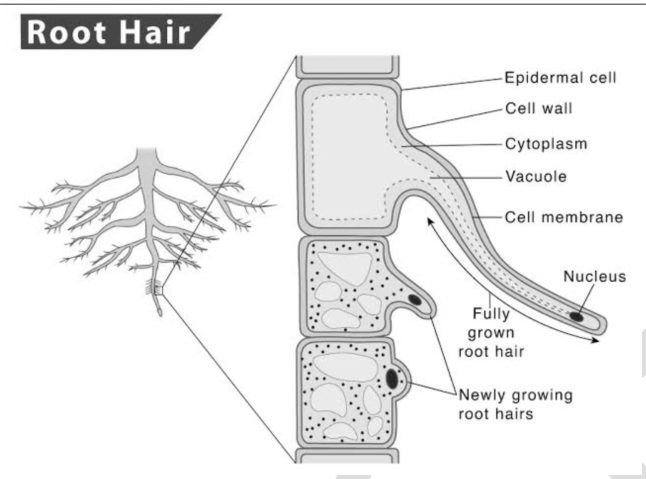 Root Hair
Epidermal cell
Cell wall
Cytoplasm
Vacuole
Cell membrane
Nucleus
Fully
grown
root hair
Newly growing
root hairs